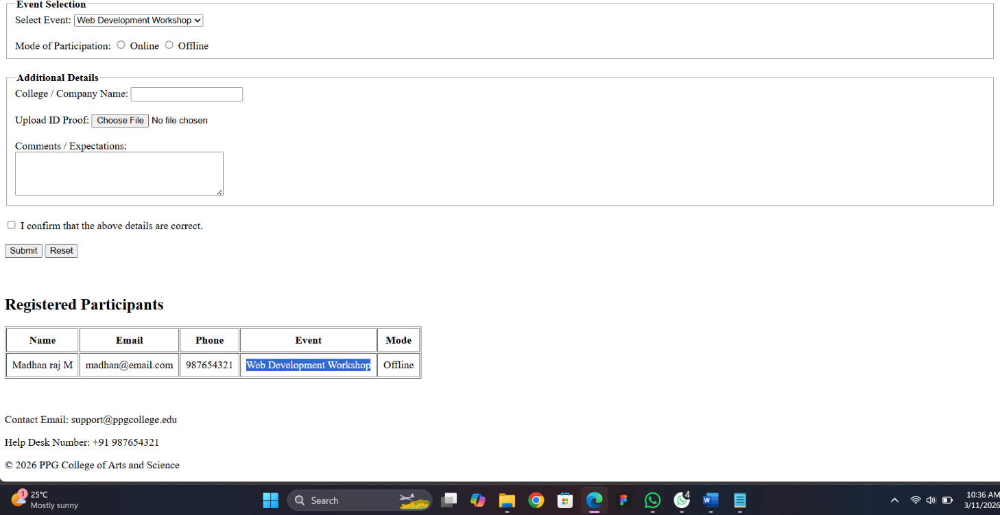 Event Selection
Select Event: Web Development Workshop
Mode of Participation: Online Offline
Additional Details
College / Company Name:
Upload ID Proof: Choose File No file chosen
Comments / Expectations:
I confirm that the above details are correct.
Submit Reset
Registered Participants
Name Email Phone Event Mode
Madhan raj M madhan@email.com 987654321 Web Development Workshop Offline
Contact Email: support@ppgcollege.edu
Help Desk Number: +91 987654321
© 2026 PPG College of Arts and Science
1 25°C
Mostly sunny
Search
4
W
10:36 AM
3/11/2026